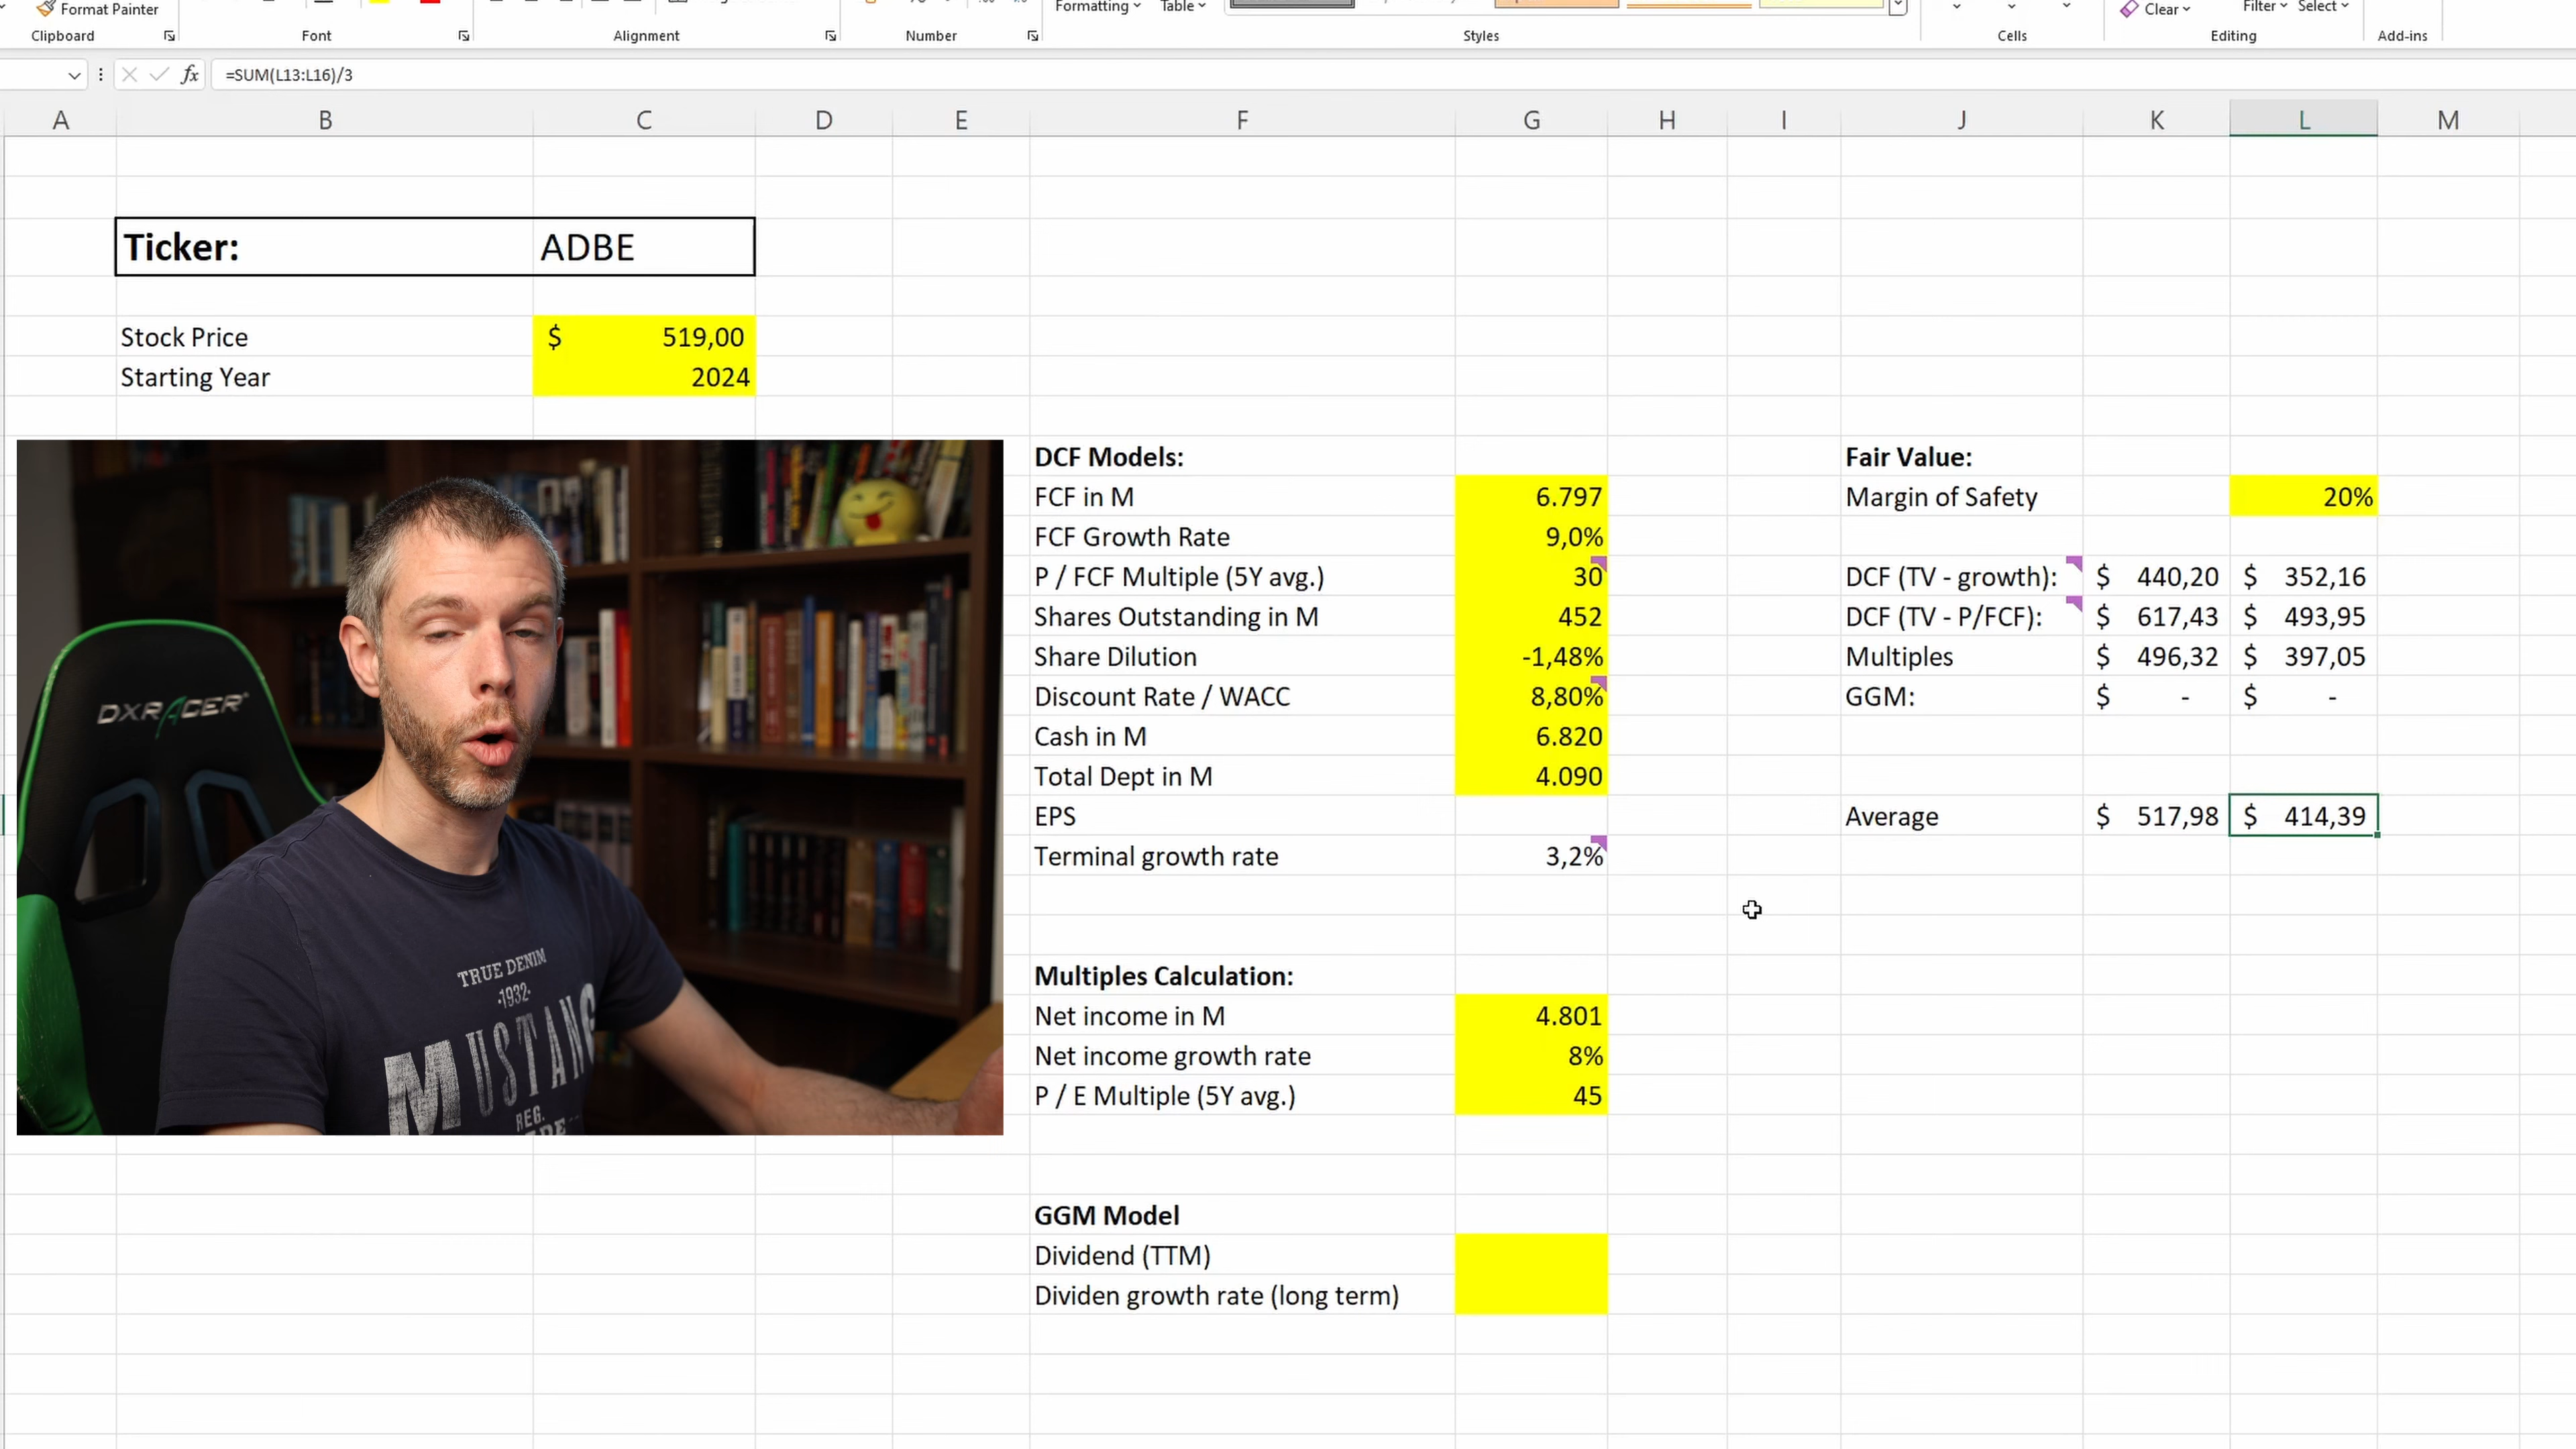 Format Painter
Formatting
Table
Clear
Filter
Select
Clipboard
Font
Alignment
Number
Styles
Cells
Editing
Add-ins
fx =SUM(L13:L16)/3
A B C D E F G H I J K L M
Ticker: ADBE
Stock Price $ 519,00
Starting Year 2024
DCF Models:
FCF in M 6.797
FCF Growth Rate 9,0%
P / FCF Multiple (5Y avg.) 30
Shares Outstanding in M 452
Share Dilution -1,48%
Discount Rate / WACC 8,80%
Cash in M 6.820
Total Dept in M 4.090
EPS
Terminal growth rate 3,2%
Fair Value:
Margin of Safety 20%
DCF (TV - growth): $ 440,20 $ 352,16
DCF (TV - P/FCF): $ 617,43 $ 493,95
Multiples $ 496,32 $ 397,05
GGM: $ - $ -
Average $ 517,98 $ 414,39
Multiples Calculation:
Net income in M 4.801
Net income growth rate 8%
P / E Multiple (5Y avg.) 45
GGM Model
Dividend (TTM)
Dividen growth rate (long term)
DXRACER
TRUE DENIM
·1932·
MUSTANG
REG.